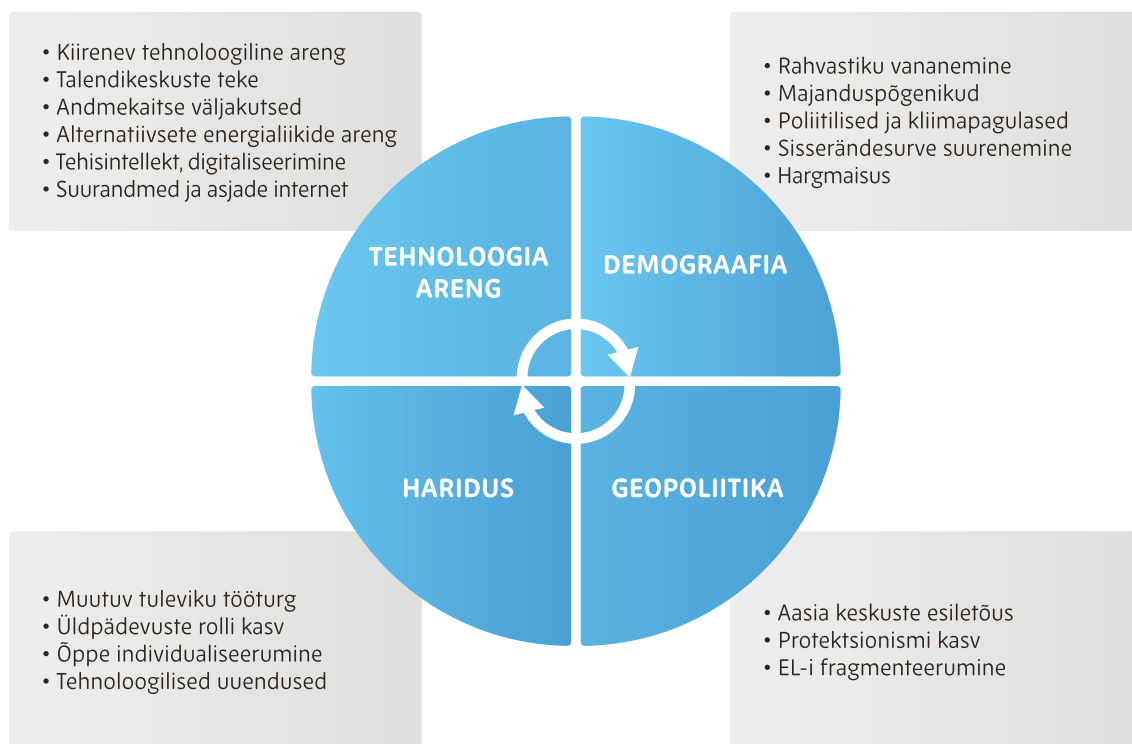 • Kiirenev tehnoloogiline areng
• Talendikeskuste teke
• Andmekaitse väljakutsed
• Alternatiivsete energialiikide areng
• Tehisintellekt, digitaliseerimine
• Suurandmed ja asjade internet
• Rahvastiku vananemine
• Majanduspõgenikud
• Poliitilised ja kliimapagulased
• Sisserändesurve suurenemine
• Hargmaisus
TEHNOLOOGIA
ARENG
DEMOGRAAFIA
HARIDUS
GEOPOLIITIKA
• Muutuv tuleviku tööturg
• Üldpädevuste rolli kasv
• Õppe individualiseerumine
• Tehnoloogilised uuendused
• Aasia keskuste esiletõus
• Protektsionismi kasv
• EL-i fragmenteerumine